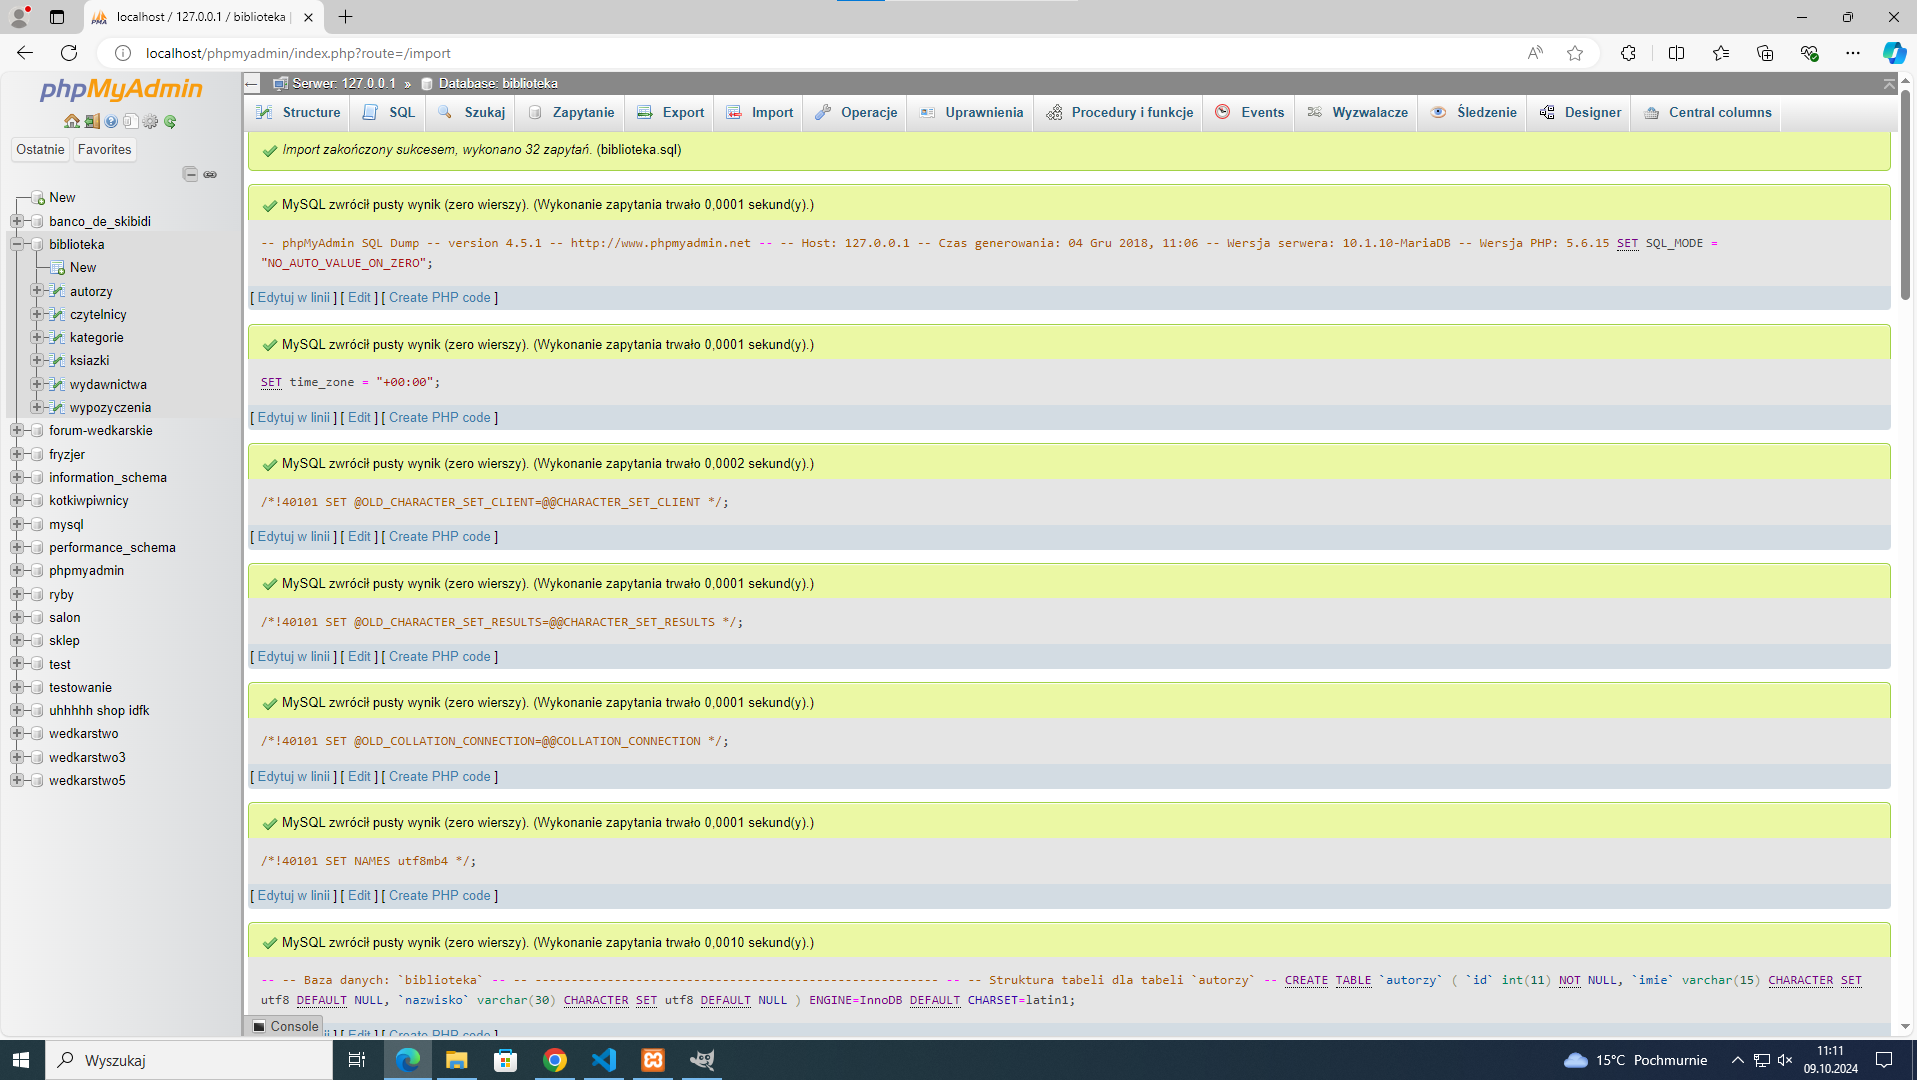 localhost / 127.0.0.1 / biblioteka |
localhost/phpmyadmin/index.php?route=/import
phpMyAdmin
Ostatnie Favorites
New
banco_de_skibidi
biblioteka
New
autorzy
czytelnicy
kategorie
ksiazki
wydawnictwa
wypozyczenia
forum-wedkarskie
fryzjer
information_schema
kotkiwpiwnicy
mysql
performance_schema
phpmyadmin
ryby
salon
sklep
test
testowanie
uhhhhh shop idfk
wedkarstwo
wedkarstwo3
wedkarstwo5
Serwer: 127.0.0.1 » Database: biblioteka
Structure SQL Szukaj Zapytanie Export Import Operacje Uprawnienia Procedury i funkcje Events Wyzwalacze Śledzenie Designer Central columns
Import zakończony sukcesem, wykonano 32 zapytań. (biblioteka.sql)
MySQL zwrócił pusty wynik (zero wierszy). (Wykonanie zapytania trwało 0,0001 sekund(y).)
-- phpMyAdmin SQL Dump -- version 4.5.1 -- http://www.phpmyadmin.net -- -- Host: 127.0.0.1 -- Czas generowania: 04 Gru 2018, 11:06 -- Wersja serwera: 10.1.10-MariaDB -- Wersja PHP: 5.6.15 SET SQL_MODE =
"NO_AUTO_VALUE_ON_ZERO";
[ Edytuj w linii ] [ Edit ] [ Create PHP code ]
MySQL zwrócił pusty wynik (zero wierszy). (Wykonanie zapytania trwało 0,0001 sekund(y).)
SET time_zone = "+00:00";
[ Edytuj w linii ] [ Edit ] [ Create PHP code ]
MySQL zwrócił pusty wynik (zero wierszy). (Wykonanie zapytania trwało 0,0002 sekund(y).)
/*!40101 SET @OLD_CHARACTER_SET_CLIENT=@@CHARACTER_SET_CLIENT */;
[ Edytuj w linii ] [ Edit ] [ Create PHP code ]
MySQL zwrócił pusty wynik (zero wierszy). (Wykonanie zapytania trwało 0,0001 sekund(y).)
/*!40101 SET @OLD_CHARACTER_SET_RESULTS=@@CHARACTER_SET_RESULTS */;
[ Edytuj w linii ] [ Edit ] [ Create PHP code ]
MySQL zwrócił pusty wynik (zero wierszy). (Wykonanie zapytania trwało 0,0001 sekund(y).)
/*!40101 SET @OLD_COLLATION_CONNECTION=@@COLLATION_CONNECTION */;
[ Edytuj w linii ] [ Edit ] [ Create PHP code ]
MySQL zwrócił pusty wynik (zero wierszy). (Wykonanie zapytania trwało 0,0001 sekund(y).)
/*!40101 SET NAMES utf8mb4 */;
[ Edytuj w linii ] [ Edit ] [ Create PHP code ]
MySQL zwrócił pusty wynik (zero wierszy). (Wykonanie zapytania trwało 0,0010 sekund(y).)
-- -- Baza danych: `biblioteka` -- -- -------------------------------------------------------- -- -- Struktura tabeli dla tabeli `autorzy` -- CREATE TABLE `autorzy` ( `id` int(11) NOT NULL, `imie` varchar(15) CHARACTER SET
utf8 DEFAULT NULL, `nazwisko` varchar(30) CHARACTER SET utf8 DEFAULT NULL ) ENGINE=InnoDB DEFAULT CHARSET=latin1;
Console ii ] [ Edit ] [ Create PHP code ]
Wyszukaj
15°C Pochmurnie
11:11
09.10.2024